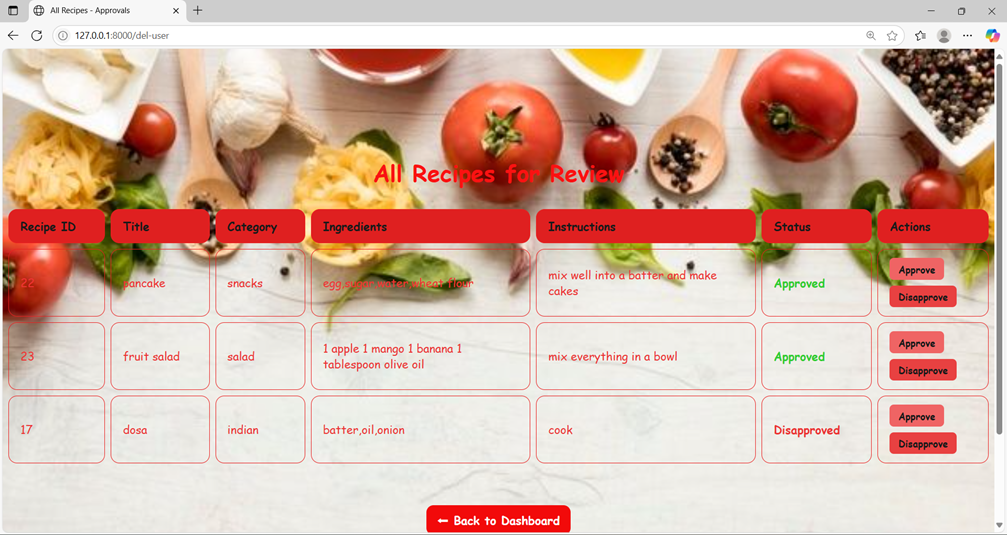 All Recipes - Approvals
127.0.0.1:8000/del-user
All Recipes for Review
Recipe ID Title Category Ingredients Instructions Status Actions
22 pancake snacks egg,sugar,water,wheat flour mix well into a batter and make cakes Approved Approve Disapprove
23 fruit salad salad 1 apple 1 mango 1 banana 1 tablespoon olive oil mix everything in a bowl Approved Approve Disapprove
17 dosa indian batter,oil,onion cook Disapproved Approve Disapprove
← Back to Dashboard